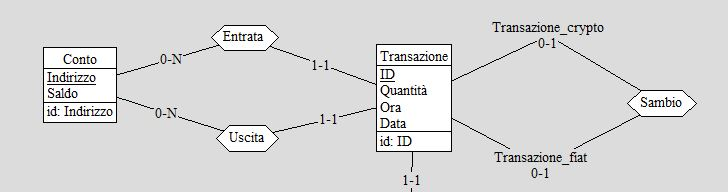 Entrata
Transazione_crypto
0-1
Conto
Indirizzo
Saldo
id: Indirizzo
0-N
1-1
Transazione
ID
Quantità
Ora
Data
id: ID
Sambio
0-N
Uscita
1-1
Transazione_fiat
0-1
1-1